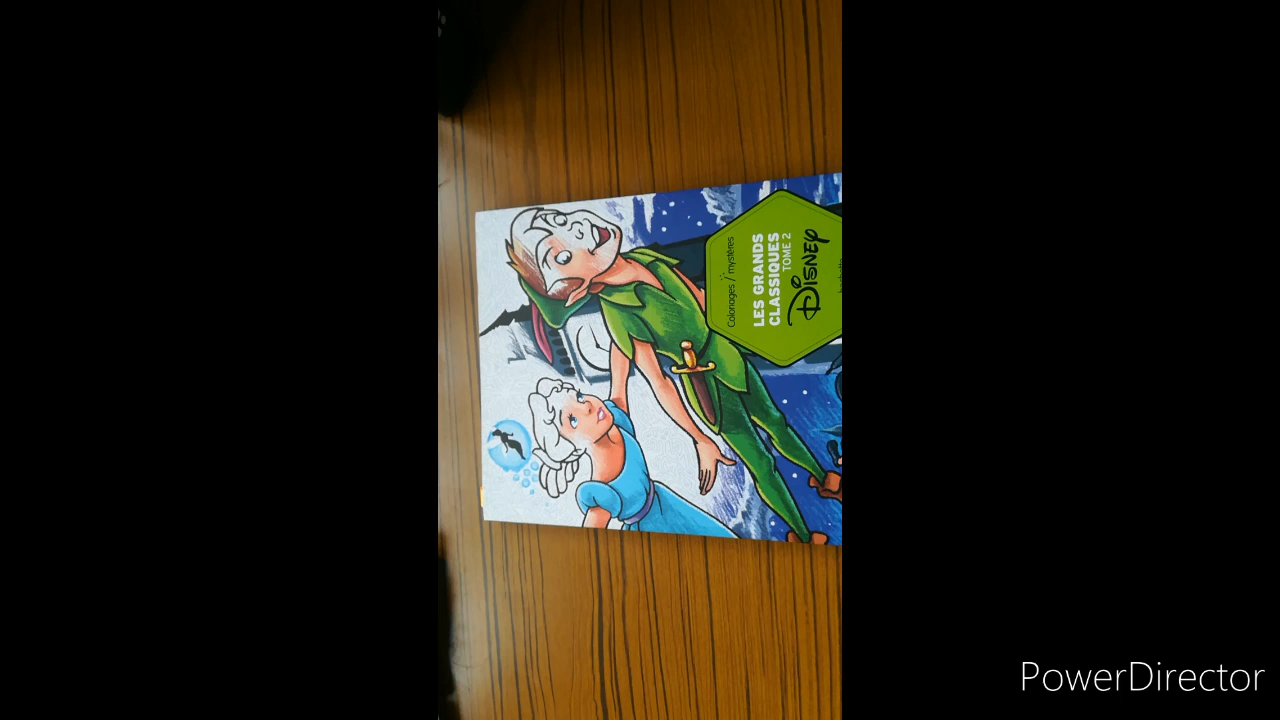 Coloriages mystères
LES GRANDS
CLASSIQUES
TOME 2
Disney
PowerDirector